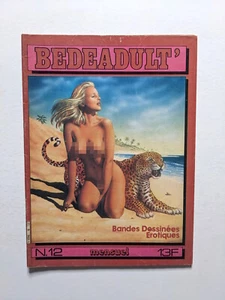 BEDEADULT'
Bandes Dessinées
Erotiques
N.12 mensuel 13F